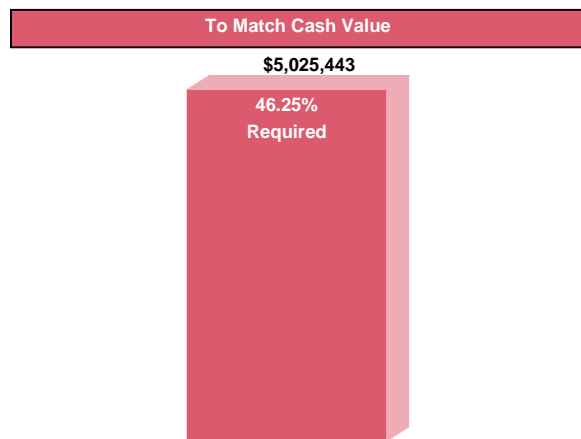 To Match Cash Value
$5,025,443
46.25%
Required